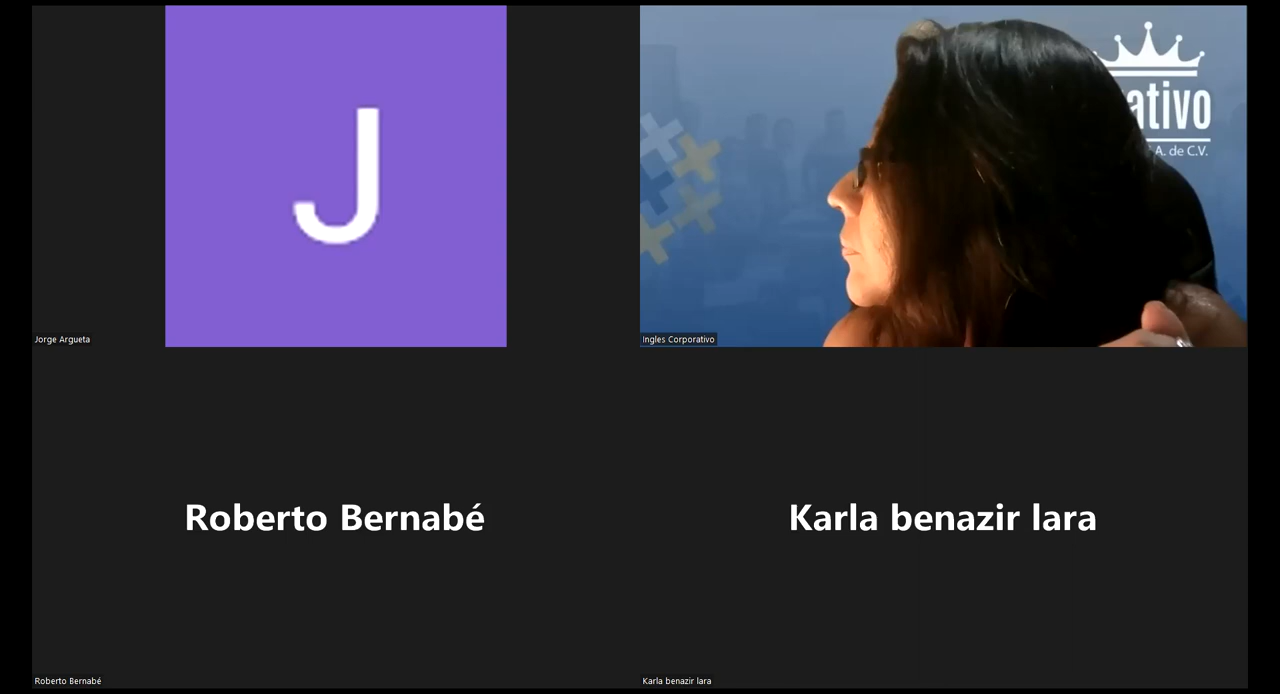 J
Jorge Argueta
ativo
A. de C.V.
Ingles Corporativo
Roberto Bernabé
Karla benazir lara
Roberto Bernabé
Karla benazir lara